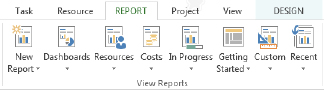 Task Resource REPORT Project View DESIGN
New Report Dashboards Resources Costs In Progress Getting Started Custom Recent
View Reports